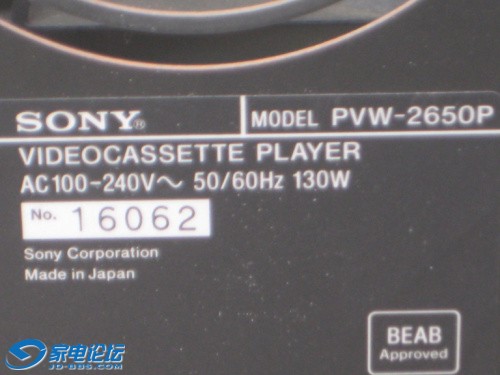 SONY®
MODEL PVW-2650P
VIDEOCASSETTE PLAYER
AC100-240V～ 50/60Hz 130W
No. 16062
Sony Corporation
Made in Japan
BEAB
Approved
家电论坛
JD-BBS.COM